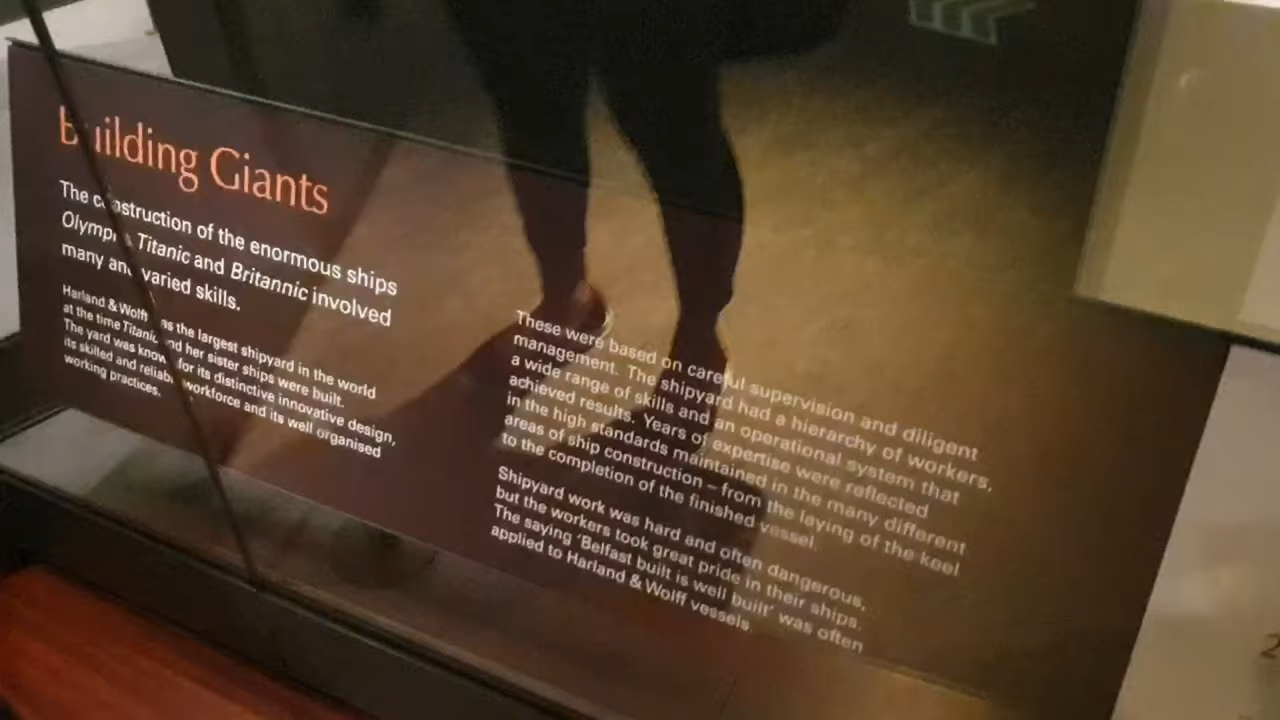 Building Giants
The construction of the enormous ships
Olympic, Titanic and Britannic involved
many and varied skills.
Harland & Wolff was the largest shipyard in the world
at the time Titanic and her sister ships were built.
The yard was known for its distinctive innovative design,
its skilled and reliable workforce and its well organised
working practices.
These were based on careful supervision and diligent
management. The shipyard had a hierarchy of workers,
a wide range of skills and an operational system that
achieved results. Years of expertise were reflected
in the high standards maintained in the many different
areas of ship construction – from the laying of the keel
to the completion of the finished vessel.
Shipyard work was hard and often dangerous,
but the workers took great pride in their ships.
The saying 'Belfast built is well built' was often
applied to Harland & Wolff vessels.